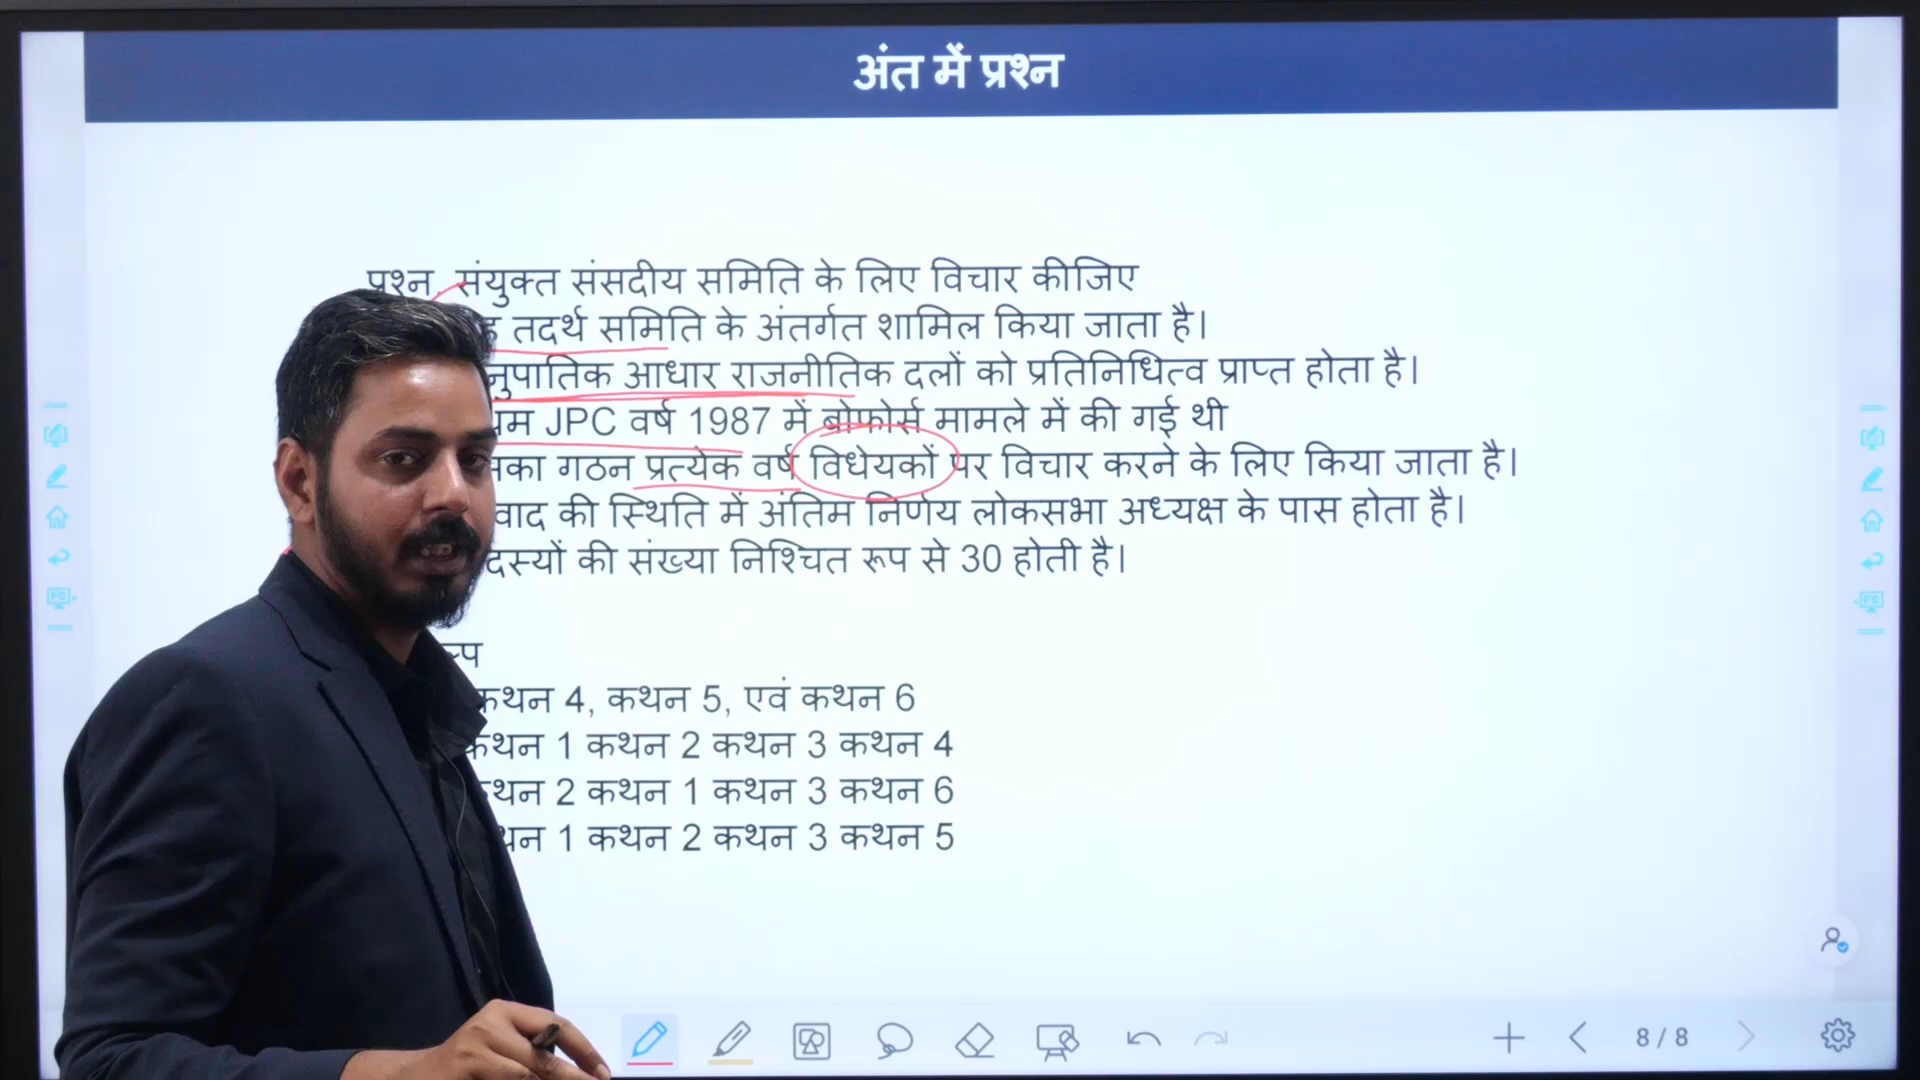 अंत में प्रश्न
प्रश्न. संयुक्त संसदीय समिति के लिए विचार कीजिए
तदर्थ समिति के अंतर्गत शामिल किया जाता है।
आधार राजनीतिक दलों को प्रतिनिधित्व प्राप्त होता है।
JPC वर्ष 1987 में बोफोर्स मामले में की गई थी
गठन प्रत्येक वर्ष विधेयकों पर विचार करने के लिए किया जाता है।
की स्थिति में अंतिम निर्णय लोकसभा अध्यक्ष के पास होता है।
की संख्या निश्चित रूप से 30 होती है।
कथन 4, कथन 5, एवं कथन 6
कथन 1 कथन 2 कथन 3 कथन 4
2 कथन 1 कथन 3 कथन 6
1 कथन 2 कथन 3 कथन 5
8 / 8